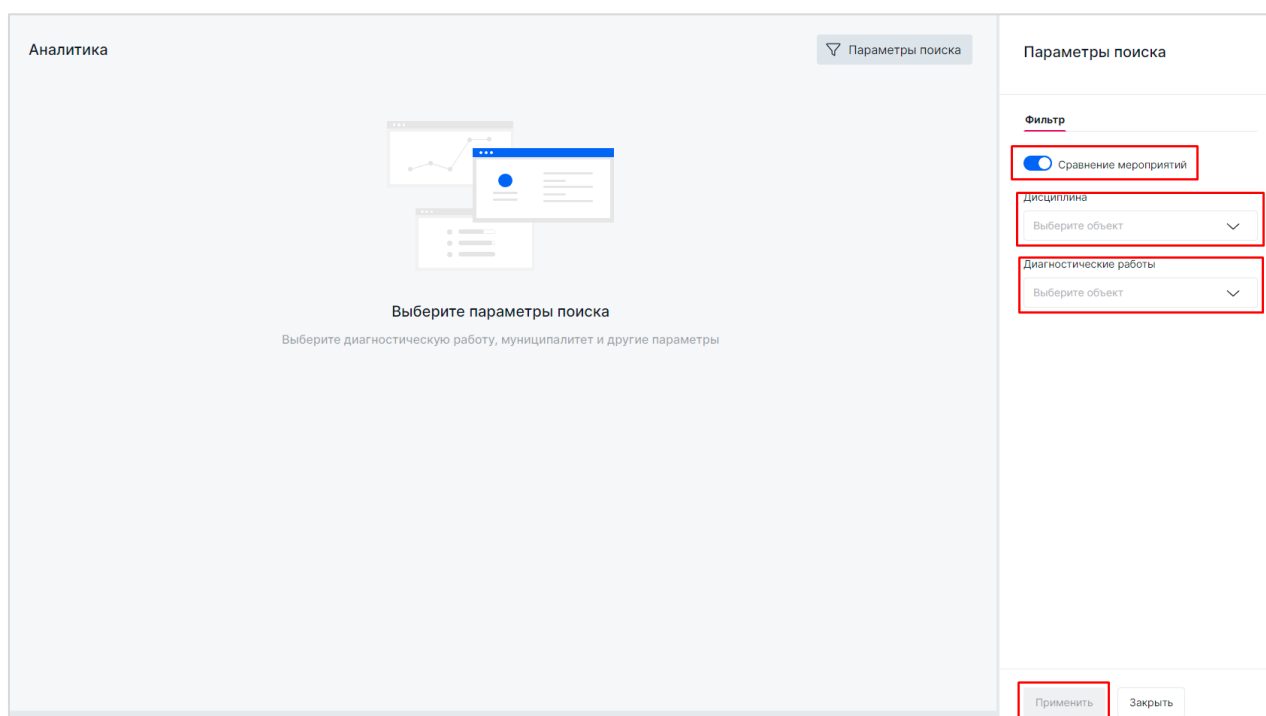 Аналитика
Параметры поиска
Выберите параметры поиска
Выберите диагностическую работу, муниципалитет и другие параметры
Параметры поиска
Фильтр
Сравнение мероприятий
Дисциплина
Выберите объект
Диагностические работы
Выберите объект
Применить
Закрыть